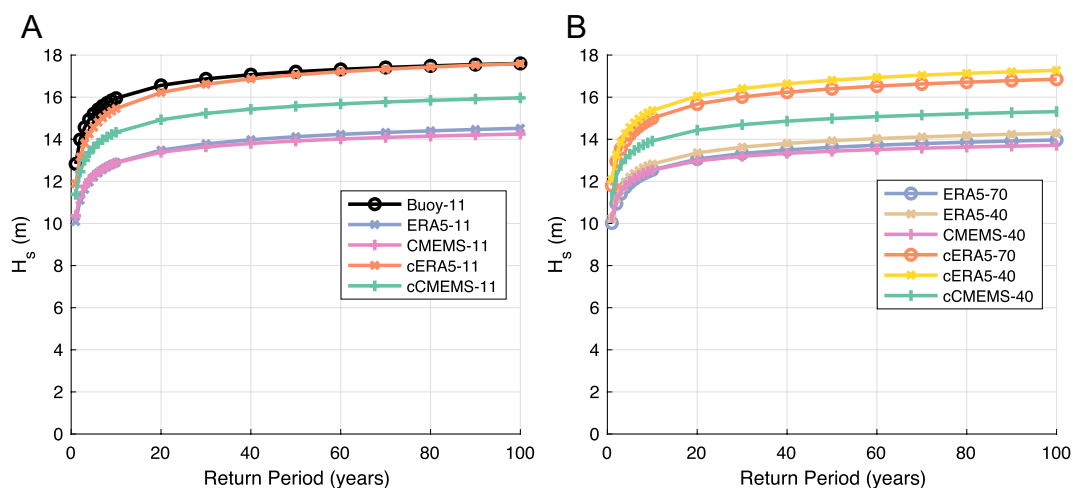 A
18
16
14
12
10
8
6
4
2
0
H_s (m)
0 20 40 60 80 100
Return Period (years)
Buoy-11
ERA5-11
CMEMS-11
cERA5-11
cCMEMS-11
B
18
16
14
12
10
8
6
4
2
0
H_s (m)
0 20 40 60 80 100
Return Period (years)
ERA5-70
ERA5-40
CMEMS-40
cERA5-70
cERA5-40
cCMEMS-40